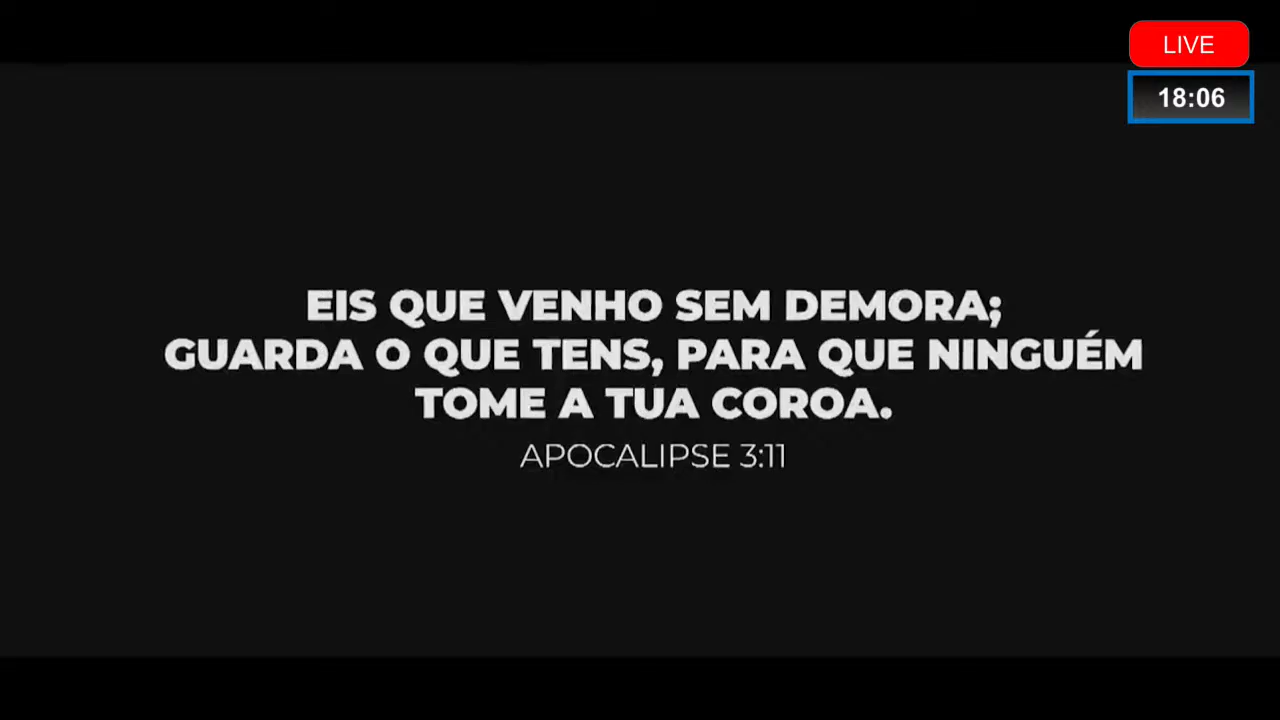 LIVE
18:06
EIS QUE VENHO SEM DEMORA;
GUARDA O QUE TENS, PARA QUE NINGUÉM
TOME A TUA COROA.
APOCALIPSE 3:11